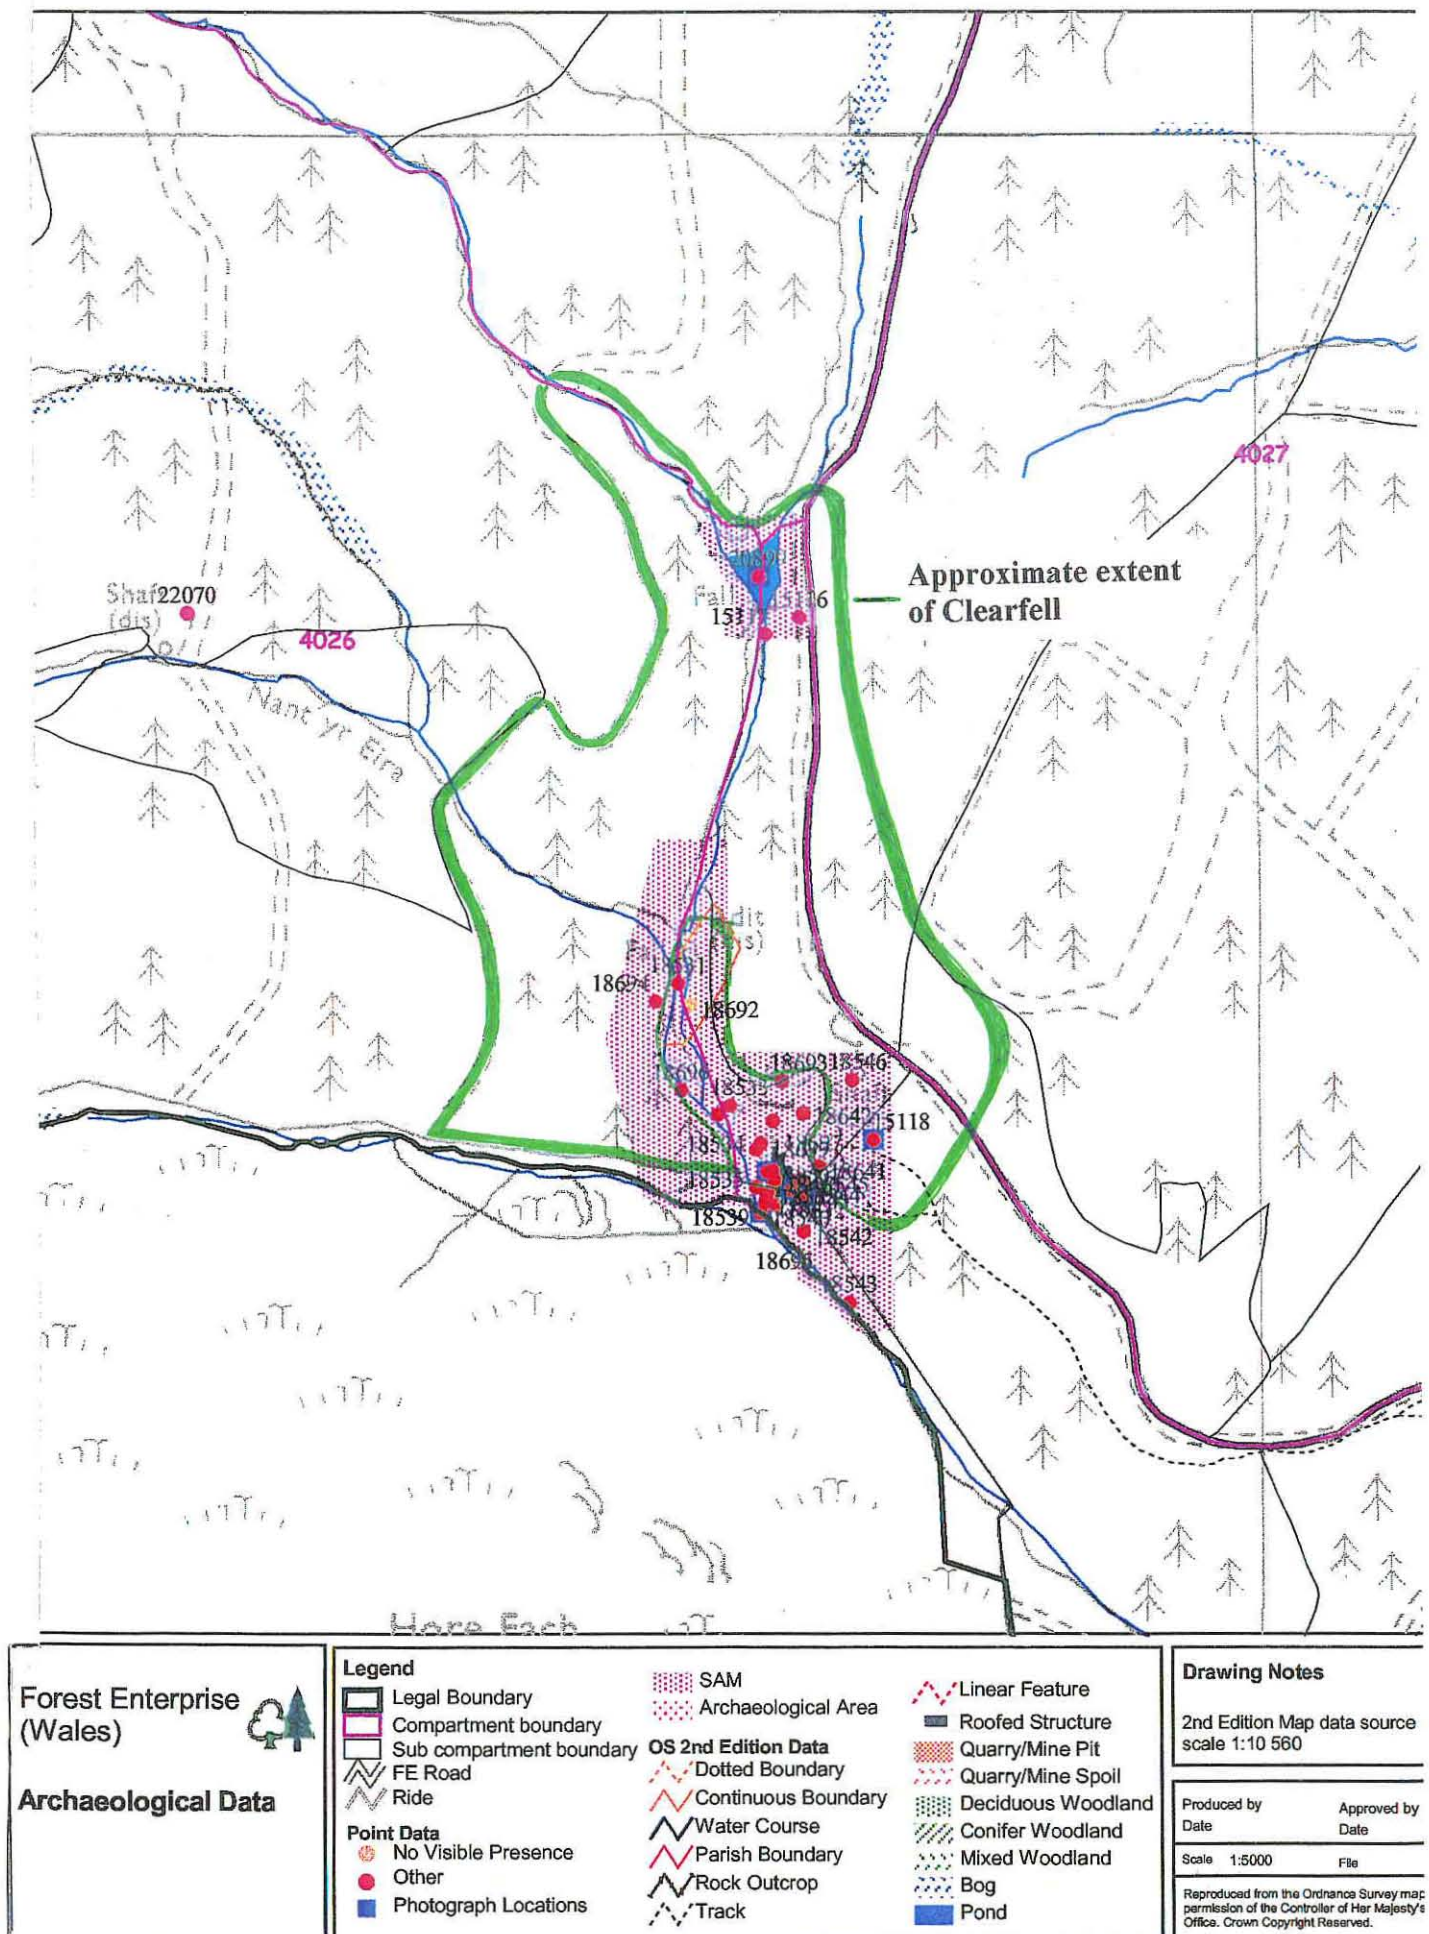 4027
Approximate extent
of Clearfell
Shaf
22070
(dis)
4026
Nant yr Eira
18692
18693
18546
5118
18539
18542
18543
Hore Fach
Forest Enterprise
(Wales)
Archaeological Data
Legend
Legal Boundary
Compartment boundary
Sub compartment boundary
FE Road
Ride
Point Data
No Visible Presence
Other
Photograph Locations
SAM
Archaeological Area
OS 2nd Edition Data
Dotted Boundary
Continuous Boundary
Water Course
Parish Boundary
Rock Outcrop
Track
Linear Feature
Roofed Structure
Quarry/Mine Pit
Quarry/Mine Spoil
Deciduous Woodland
Conifer Woodland
Mixed Woodland
Bog
Pond
Drawing Notes
2nd Edition Map data source
scale 1:10 560
Produced by
Date
Approved by
Date
Scale 1:5000
File
Reproduced from the Ordnance Survey map
permission of the Controller of Her Majesty's
Office. Crown Copyright Reserved.